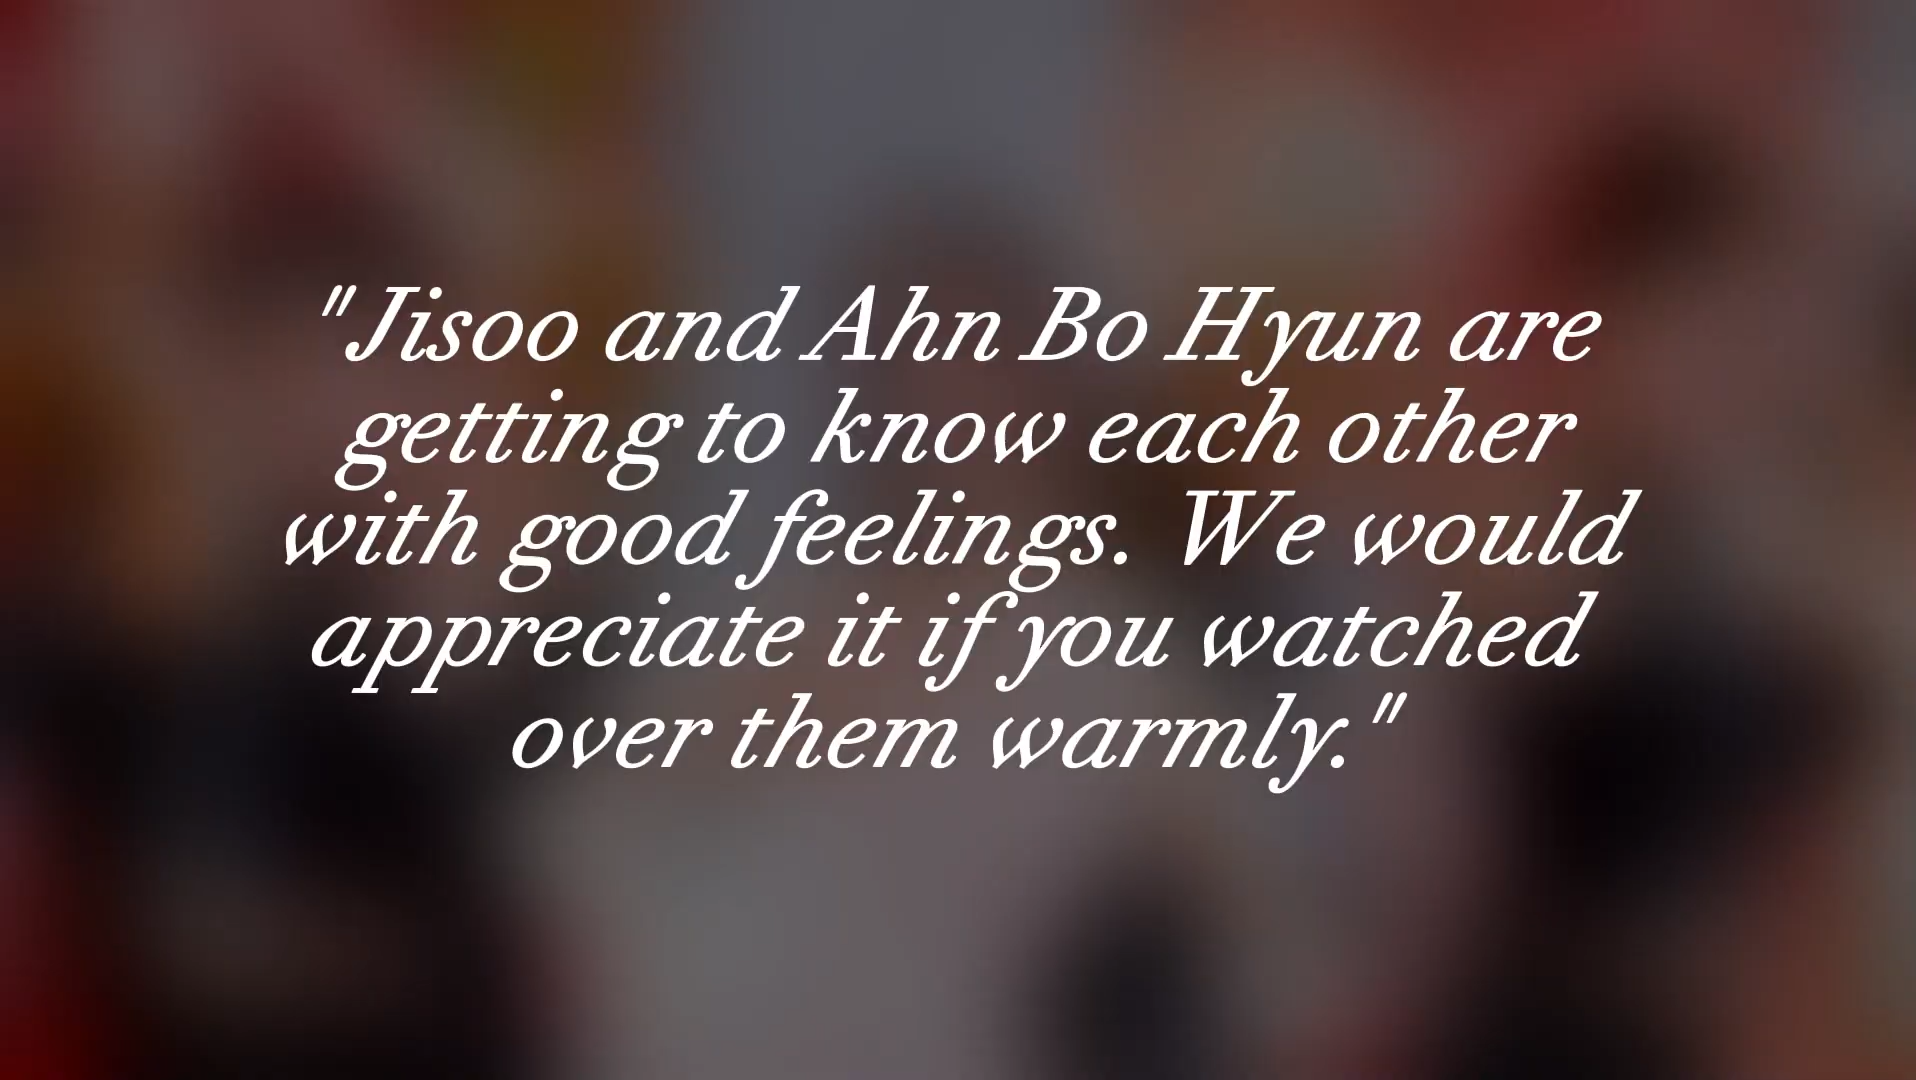 "Jisoo and Ahn Bo Hyun are
getting to know each other
with good feelings. We would
appreciate it if you watched
over them warmly."